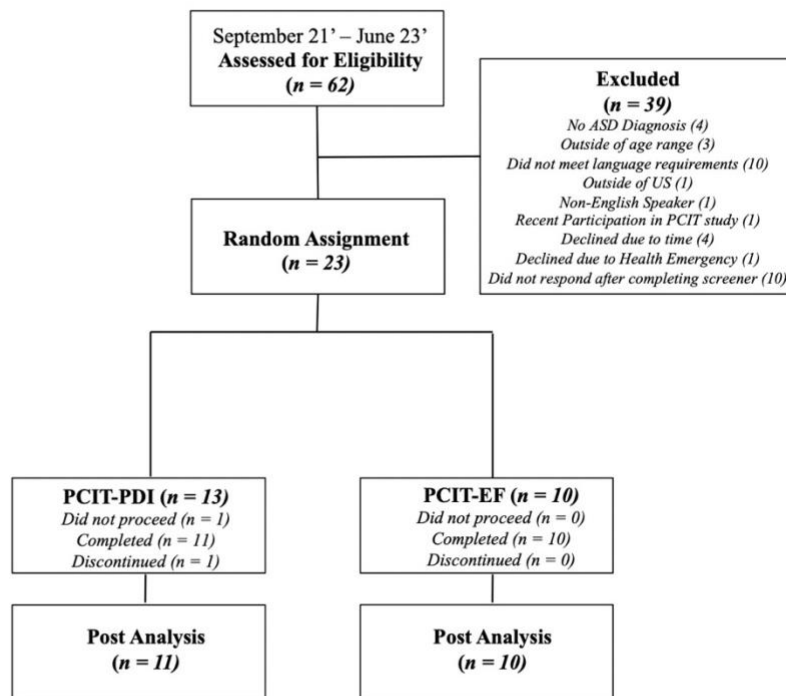 September 21’ – June 23’
Assessed for Eligibility
(n = 62)
Excluded
(n = 39)
No ASD Diagnosis (4)
Outside of age range (3)
Did not meet language requirements (10)
Outside of US (1)
Non-English Speaker (1)
Recent Participation in PCIT study (1)
Declined due to time (4)
Declined due to Health Emergency (1)
Did not respond after completing screener (10)
Random Assignment
(n = 23)
PCIT-PDI (n = 13)
Did not proceed (n = 1)
Completed (n = 11)
Discontinued (n = 1)
PCIT-EF (n = 10)
Did not proceed (n = 0)
Completed (n = 10)
Discontinued (n = 0)
Post Analysis
(n = 11)
Post Analysis
(n = 10)